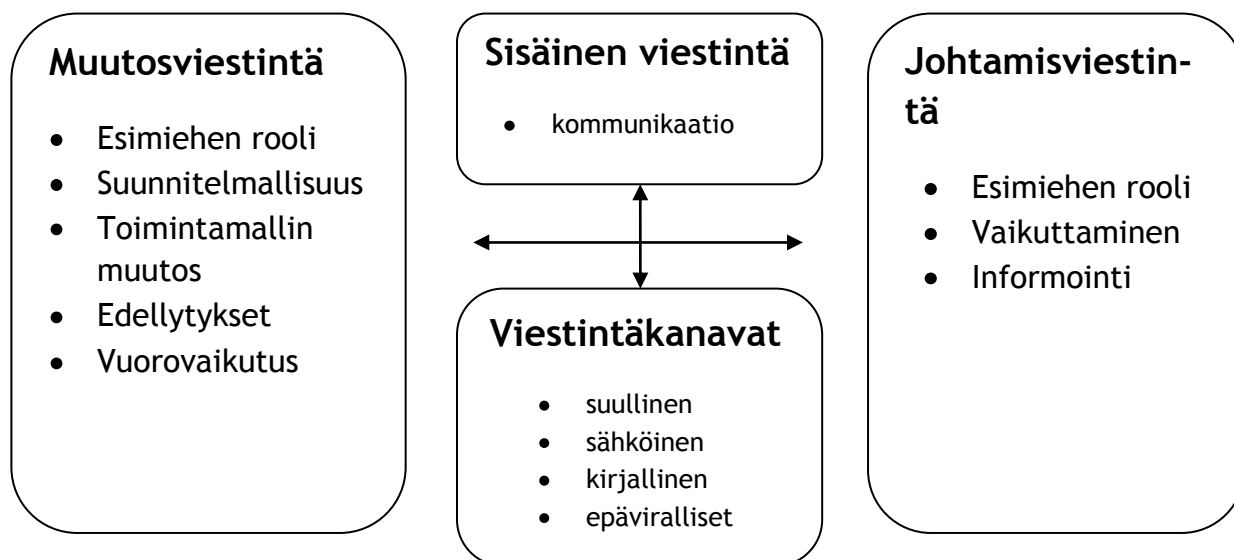 Muutosviestintä
• Esimiehen rooli
• Suunnitelmallisuus
• Toimintamallin
muutos
• Edellytykset
• Vuorovaikutus
Sisäinen viestintä
• kommunikaatio
Viestintäkanavat
• suullinen
• sähköinen
• kirjallinen
• epäviralliset
Johtamisviestin-
tä
• Esimiehen rooli
• Vaikuttaminen
• Informointi